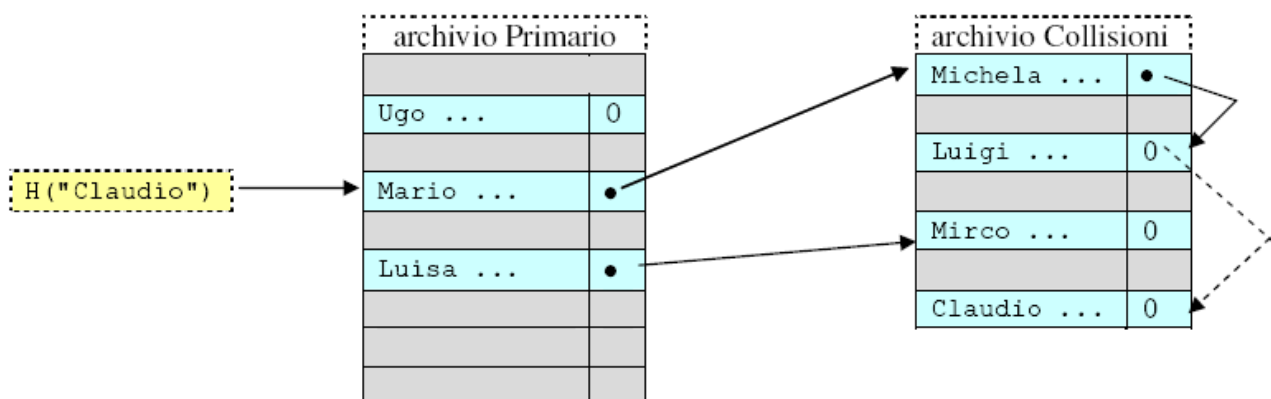 archivio Primario
archivio Collisioni
Michela ... •
Ugo ... 0
Luigi ... 0
H("Claudio")
Mario ... •
Mirco ... 0
Luisa ... •
Claudio ... 0